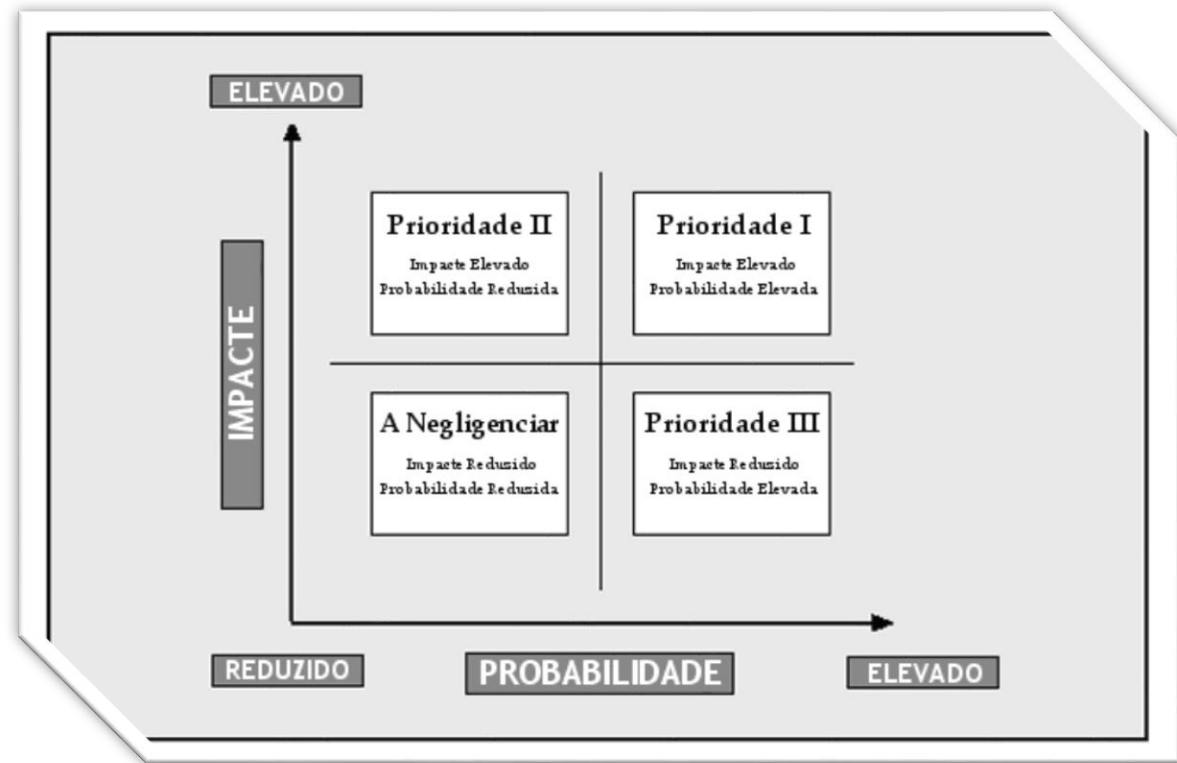 ELEVADO
Prioridade II
Impacte Elevado
Probabilidade Redusida
Prioridade I
Impacte Elevado
Probabilidade Elevada
IMPACTE
A Negligenciar
Impacte Redusido
Probabilidade Redusida
Prioridade III
Impacte Redusido
Probabilidade Elevada
REDUZIDO
PROBABILIDADE
ELEVADO